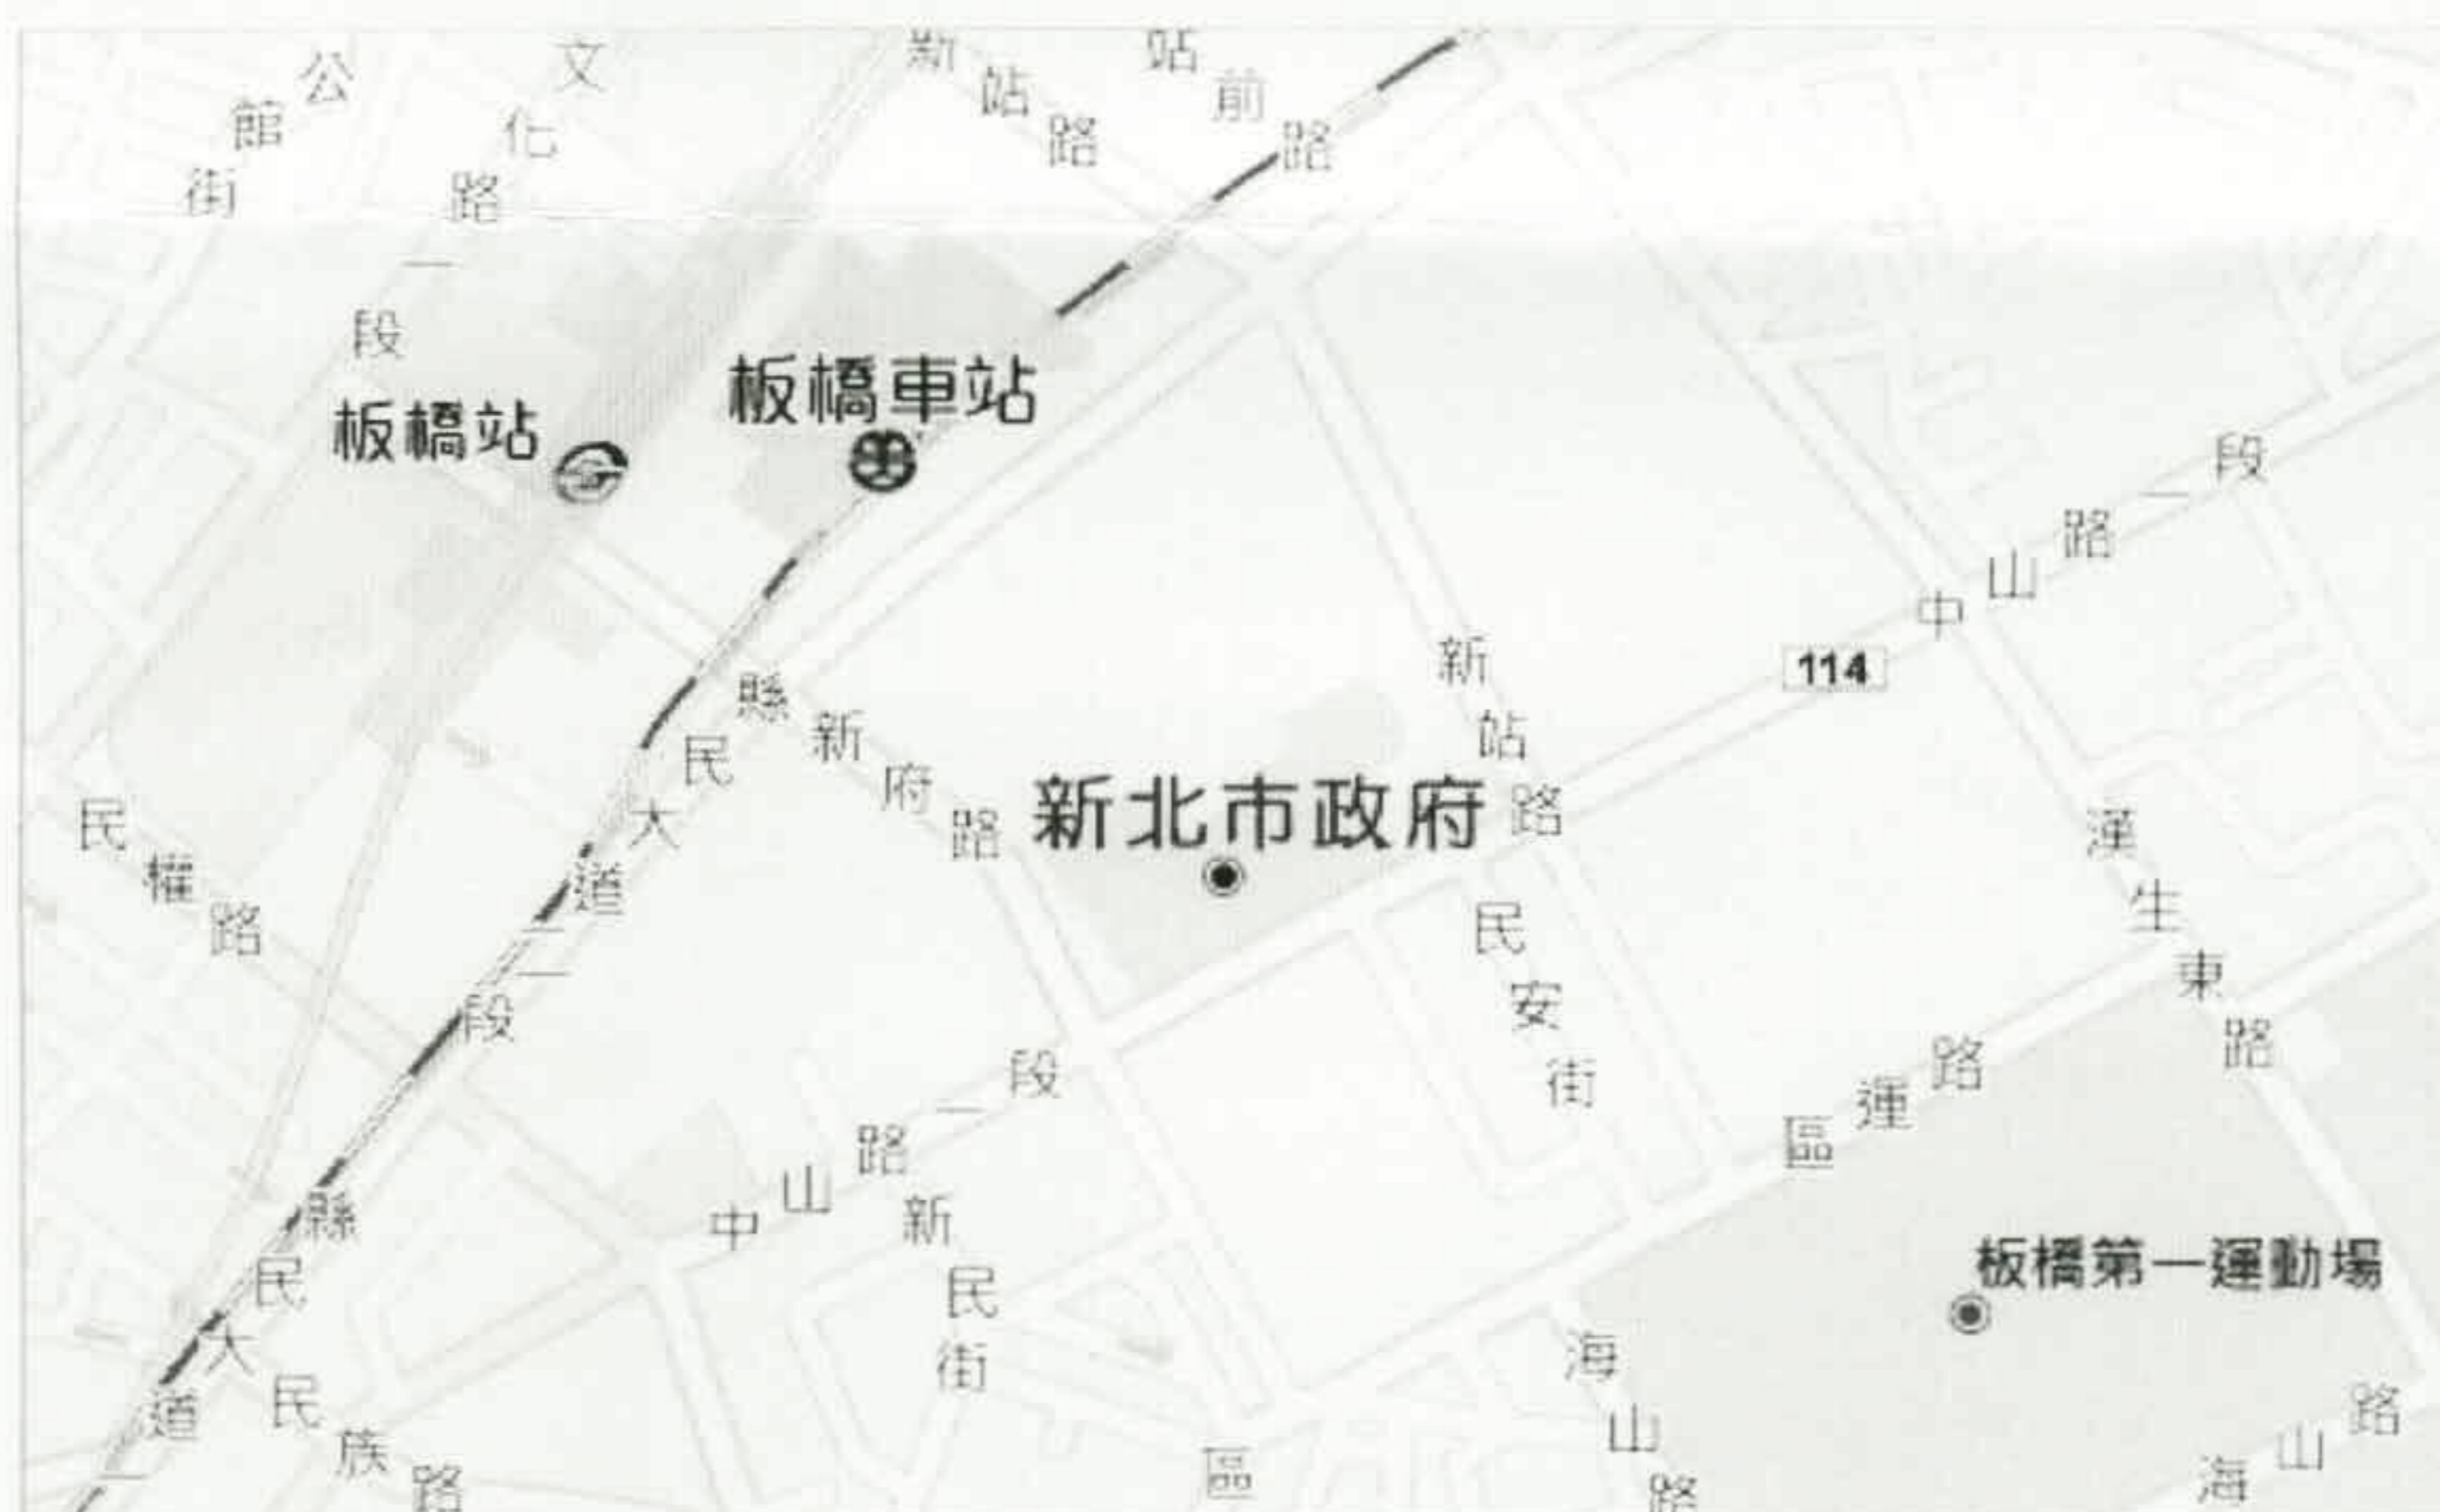 公館街
文化路一段
新站路
站前路
板橋車站
板橋站
中山路一段
114
新站路
縣民大道二段
新府路
新北市政府
民權路
漢生東路
民安街
區運路
中山路一段
新民街
板橋第一運動場
縣民大道一
民族路
海山路
海山路
區